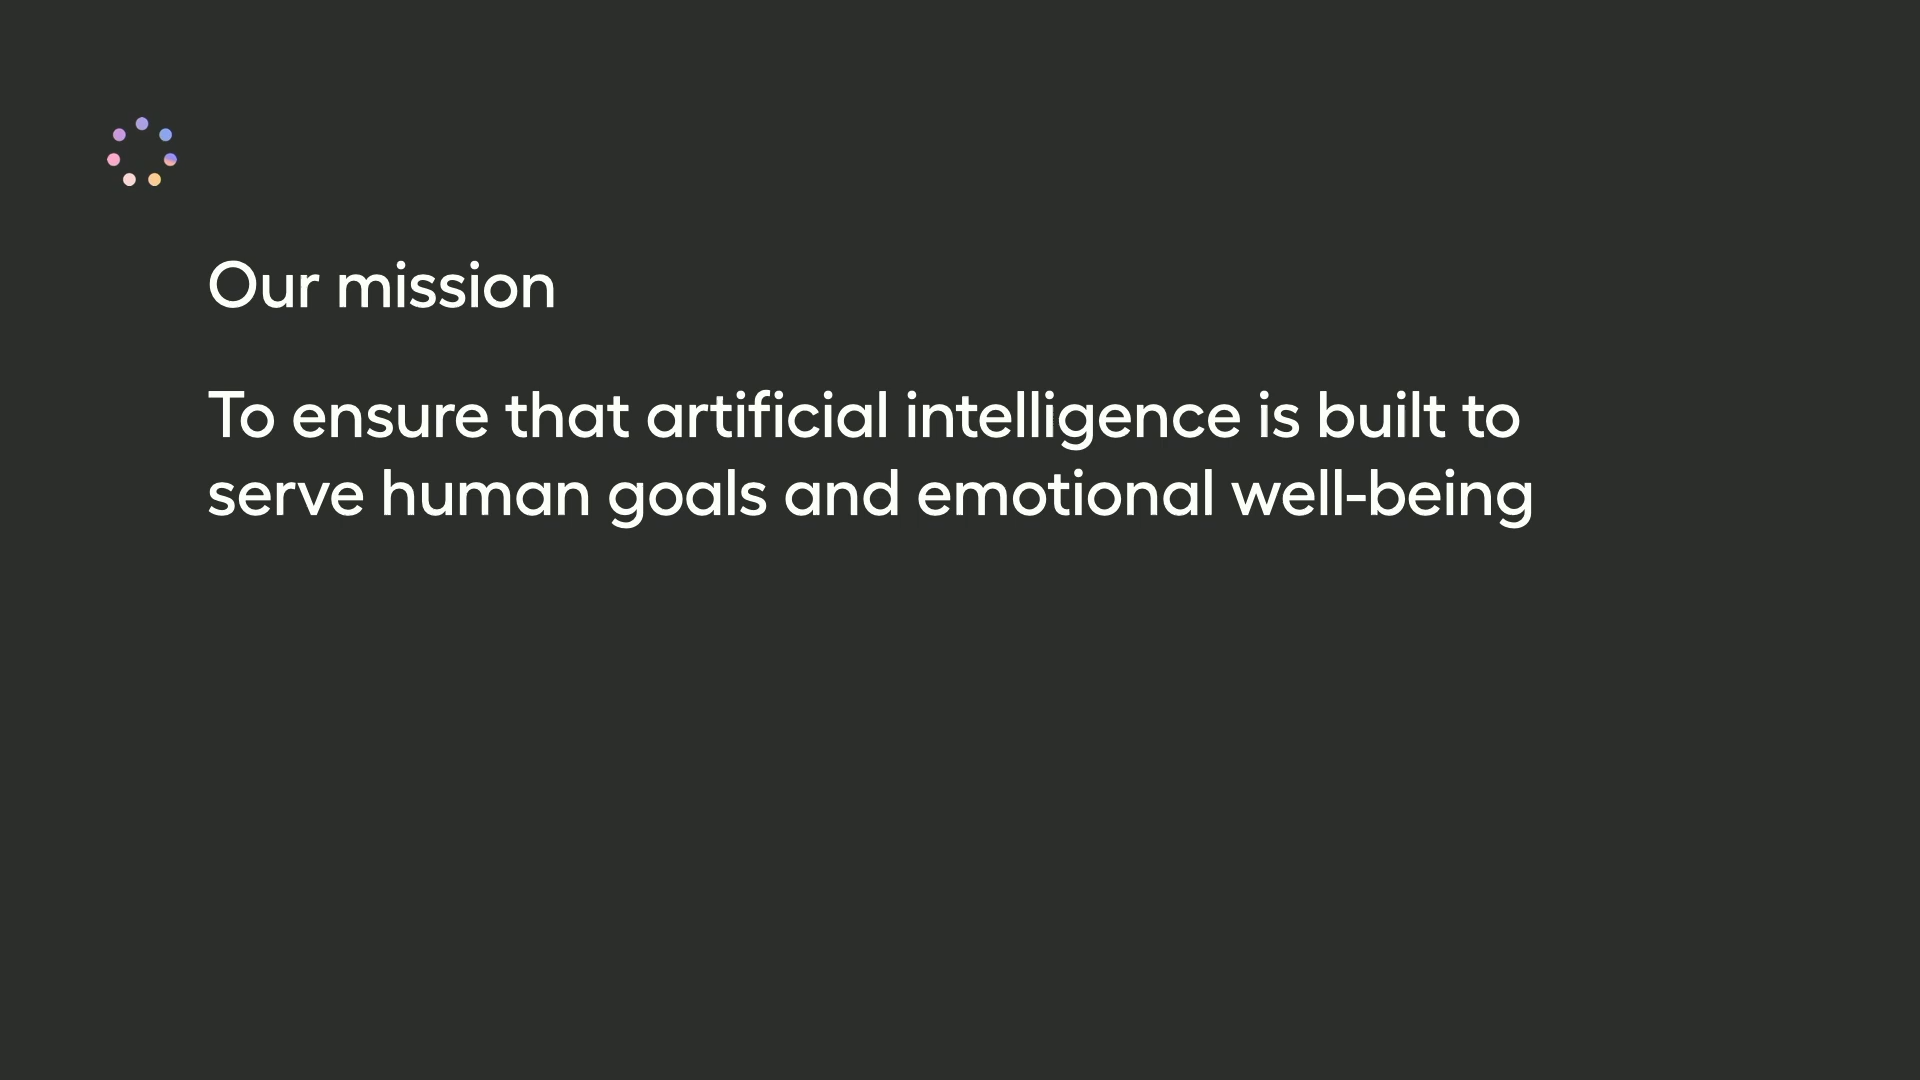 Our mission
To ensure that artificial intelligence is built to
serve human goals and emotional well-being